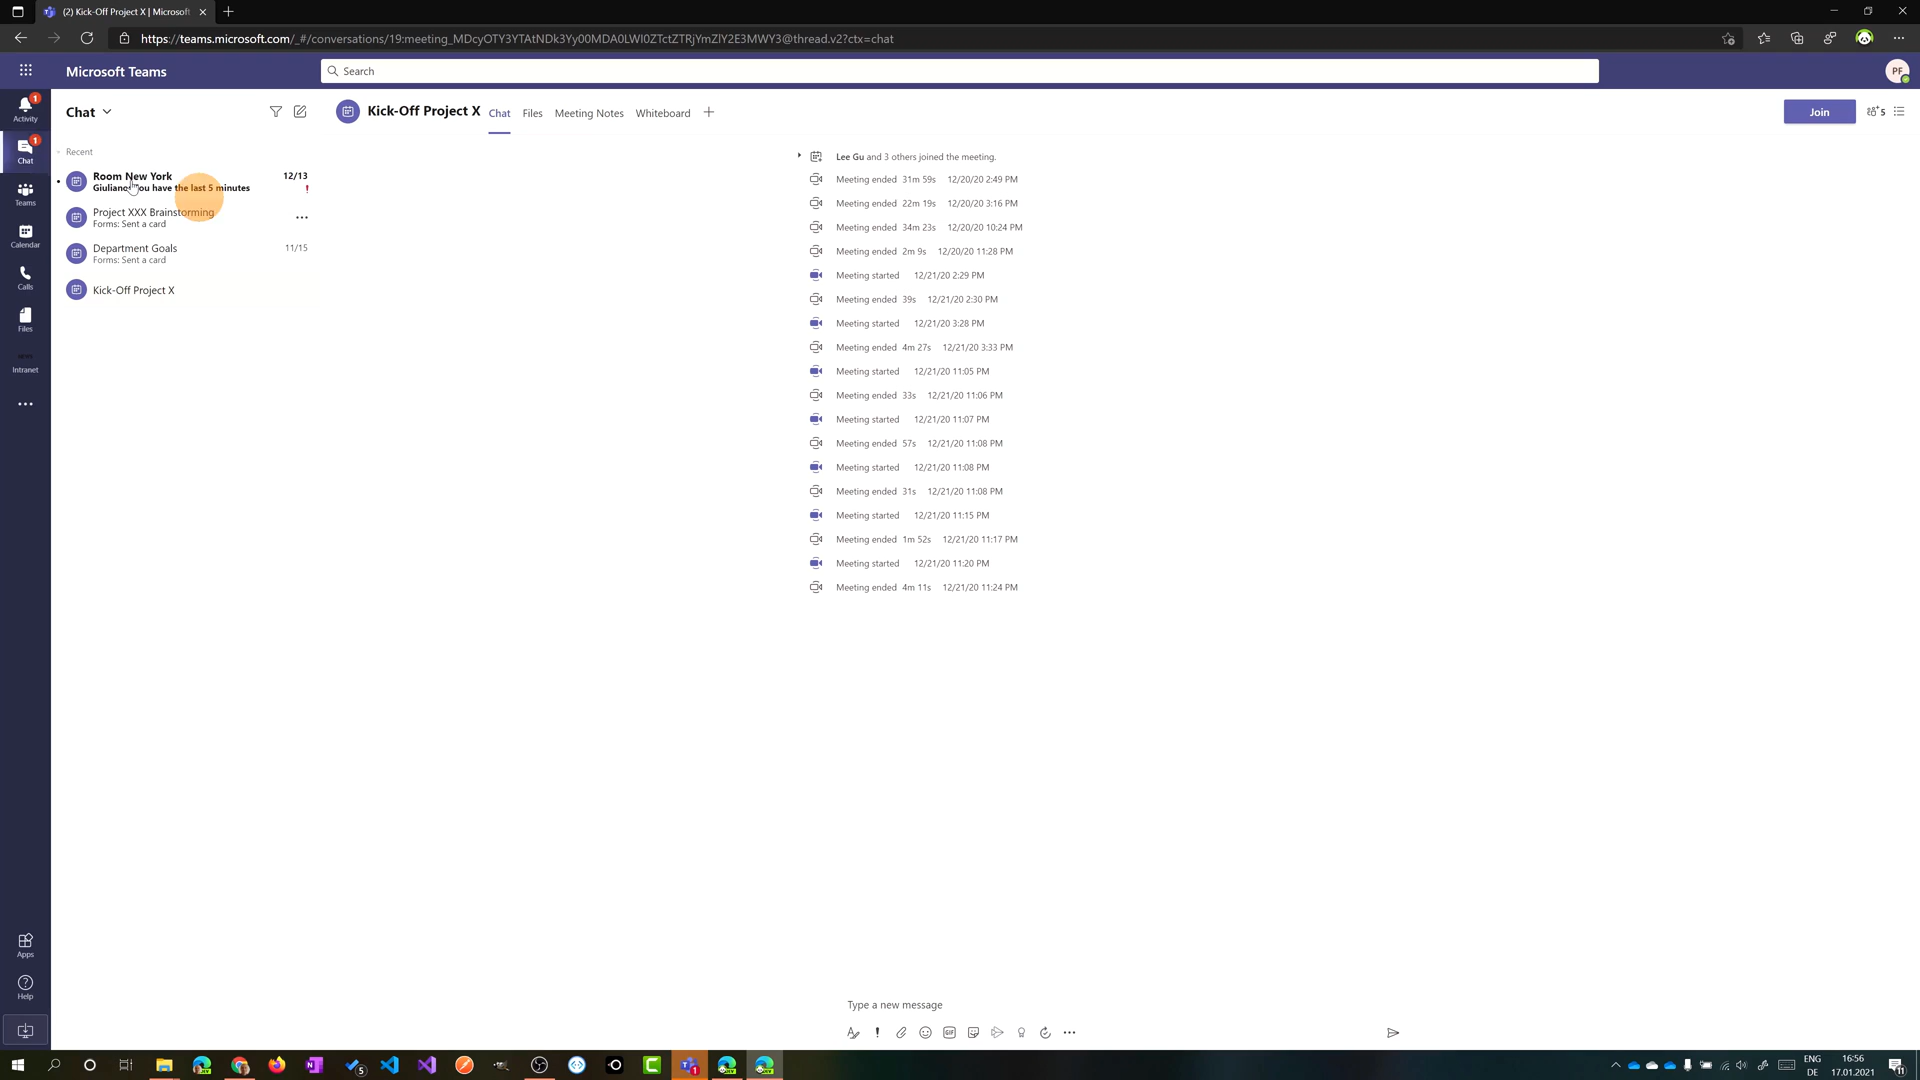 (2) Kick-Off Project X | Microsoft
https://teams.microsoft.com/_#/conversations/19:meeting_MDcyOTY3YTAtNDk3Yy00MDA0LWI0ZTctZTRjYmZlY2E3MWY3@thread.v2?ctx=chat
Microsoft Teams
Search
PF
1
Activity
1
Chat
Teams
Calendar
Calls
Files
Intranet
Apps
Help
Chat
Recent
Room New York 12/13
Giuliano: you have the last 5 minutes !
Project XXX Brainstorming
Forms: Sent a card
Department Goals 11/15
Forms: Sent a card
Kick-Off Project X
Kick-Off Project X Chat Files Meeting Notes Whiteboard
Join 5
Lee Gu and 3 others joined the meeting.
Meeting ended 31m 59s 12/20/20 2:49 PM
Meeting ended 22m 19s 12/20/20 3:16 PM
Meeting ended 34m 23s 12/20/20 10:24 PM
Meeting ended 2m 9s 12/20/20 11:28 PM
Meeting started 12/21/20 2:29 PM
Meeting ended 39s 12/21/20 2:30 PM
Meeting started 12/21/20 3:28 PM
Meeting ended 4m 27s 12/21/20 3:33 PM
Meeting started 12/21/20 11:05 PM
Meeting ended 33s 12/21/20 11:06 PM
Meeting started 12/21/20 11:07 PM
Meeting ended 57s 12/21/20 11:08 PM
Meeting started 12/21/20 11:08 PM
Meeting ended 31s 12/21/20 11:08 PM
Meeting started 12/21/20 11:15 PM
Meeting ended 1m 52s 12/21/20 11:17 PM
Meeting started 12/21/20 11:20 PM
Meeting ended 4m 11s 12/21/20 11:24 PM
Type a new message
GIF
5
1
ENG
DE
16:56
17.01.2021
11